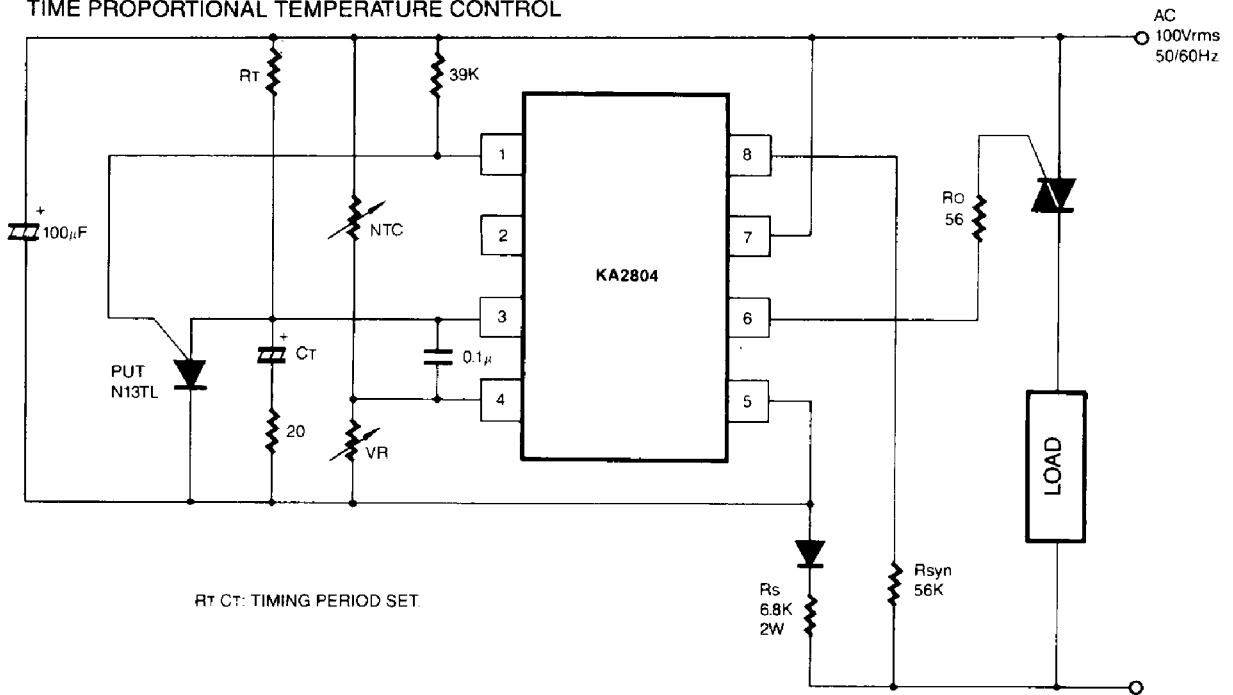 TIME PROPORTIONAL TEMPERATURE CONTROL
AC
100Vrms
50/60Hz
RT
39K
1
8
+
100μF
NTC
2
7
RO
56
KA2804
3
6
+
CT
0.1μ
PUT
N13TL
4
5
20
VR
LOAD
RT CT: TIMING PERIOD SET.
Rs
6.8K
2W
Rsyn
56K